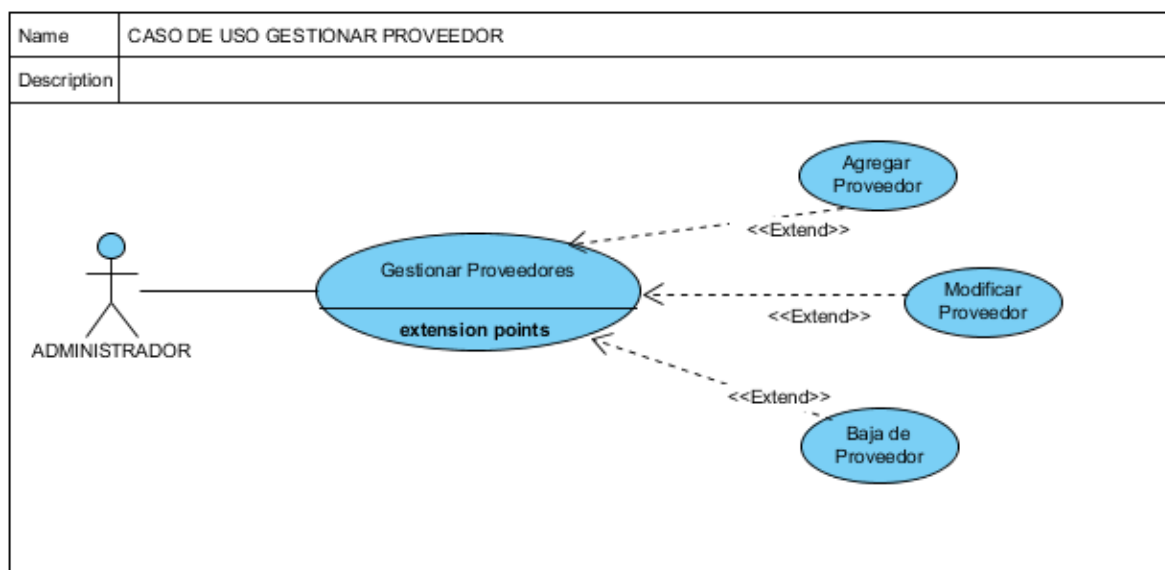 Name
CASO DE USO GESTIONAR PROVEEDOR
Description
Agregar
Proveedor
<<Extend>>
Gestionar Proveedores
extension points
Modificar
Proveedor
<<Extend>>
ADMINISTRADOR
<<Extend>>
Baja de
Proveedor